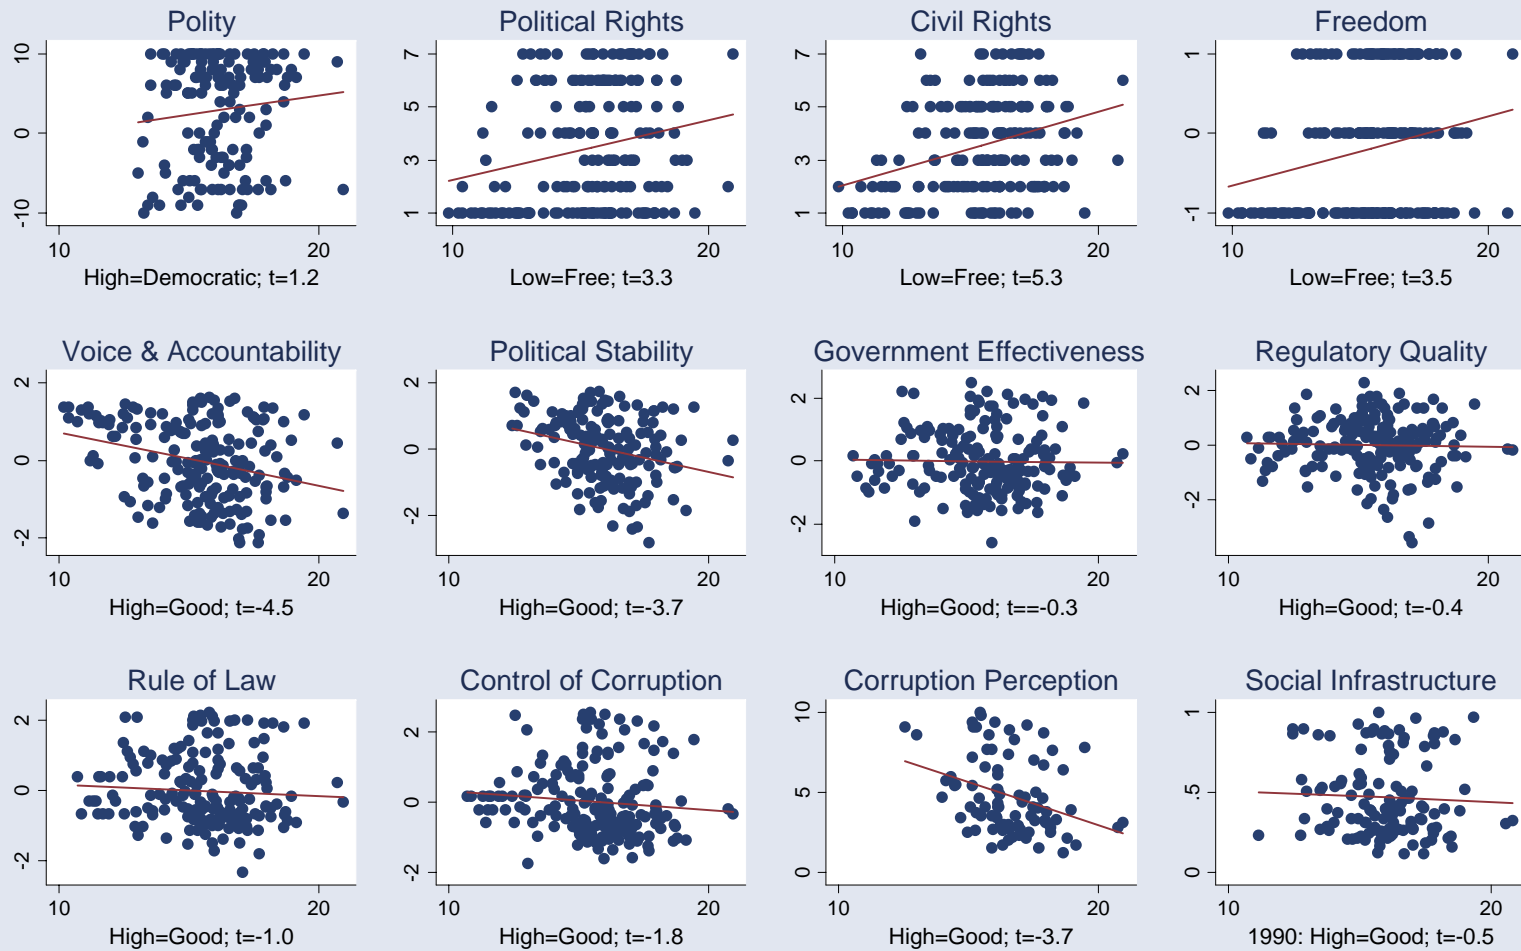 Polity
10
0
-10
10 20
High=Democratic; t=1.2
Political Rights
7
5
3
1
10 20
Low=Free; t=3.3
Civil Rights
7
5
3
1
10 20
Low=Free; t=5.3
Freedom
1
0
-1
10 20
Low=Free; t=3.5
Voice & Accountability
2
0
-2
10 20
High=Good; t=-4.5
Political Stability
2
0
-2
10 20
High=Good; t=-3.7
Government Effectiveness
2
0
-2
10 20
High=Good; t==-0.3
Regulatory Quality
2
0
-2
10 20
High=Good; t=-0.4
Rule of Law
2
0
-2
10 20
High=Good; t=-1.0
Control of Corruption
2
0
-2
10 20
High=Good; t=-1.8
Corruption Perception
10
5
0
10 20
High=Good; t=-3.7
Social Infrastructure
1
.5
0
10 20
1990: High=Good; t=-0.5